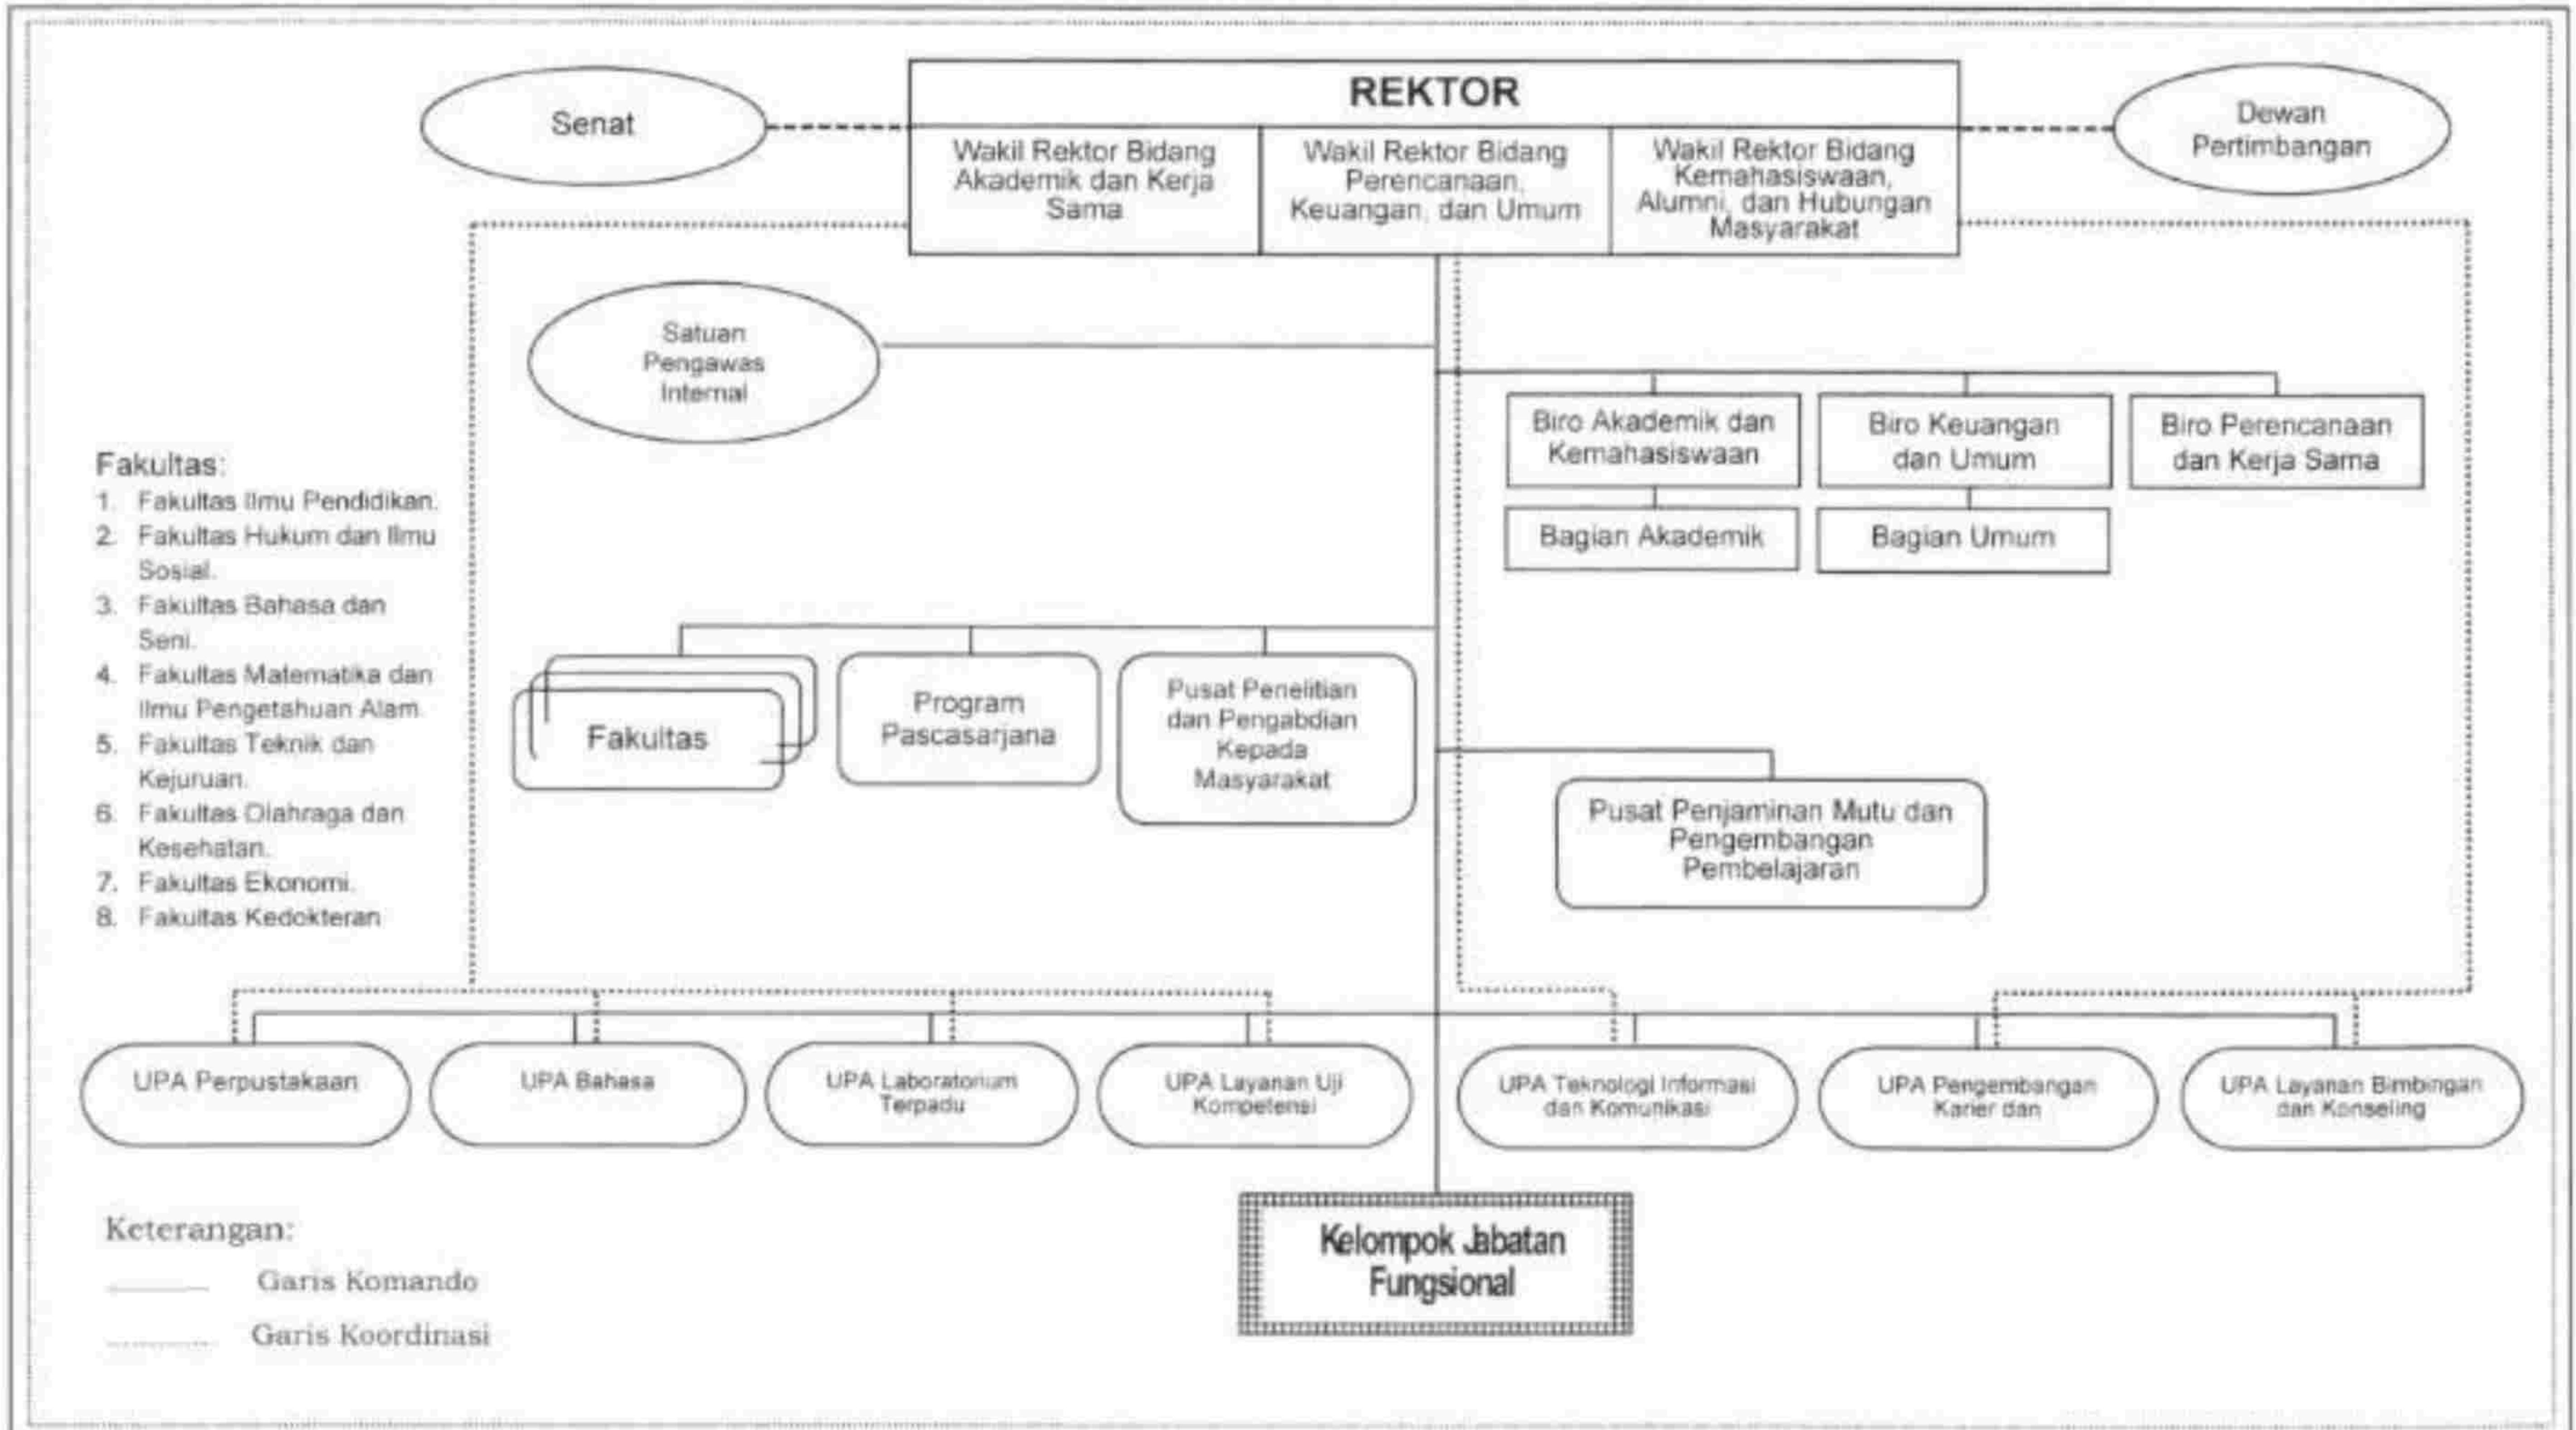 REKTOR
Senat
Dewan
Pertimbangan
Wakil Rektor Bidang
Akademik dan Kerja
Sama
Wakil Rektor Bidang
Perencanaan,
Keuangan, dan Umum
Wakil Rektor Bidang
Kemahasiswaan,
Alumni, dan Hubungan
Masyarakat
Satuan
Pengawas
Internal
Biro Akademik dan
Kemahasiswaan
Biro Keuangan
dan Umum
Biro Perencanaan
dan Kerja Sama
Bagian Akademik
Bagian Umum
Fakultas:
1. Fakultas Ilmu Pendidikan.
2. Fakultas Hukum dan Ilmu
Sosial.
3. Fakultas Bahasa dan
Seni.
4. Fakultas Matematika dan
Ilmu Pengetahuan Alam.
5. Fakultas Teknik dan
Kejuruan.
6. Fakultas Olahraga dan
Kesehatan.
7. Fakultas Ekonomi.
8. Fakultas Kedokteran
Fakultas
Program
Pascasarjana
Pusat Penelitian
dan Pengabdian
Kepada
Masyarakat
Pusat Penjaminan Mutu dan
Pengembangan
Pembelajaran
UPA Perpustakaan
UPA Bahasa
UPA Laboratorium
Terpadu
UPA Layanan Uji
Kompetensi
UPA Teknologi Informasi
dan Komunikasi
UPA Pengembangan
Karier dan
UPA Layanan Bimbingan
dan Konseling
Kelompok Jabatan
Fungsional
Keterangan:
Garis Komando
Garis Koordinasi